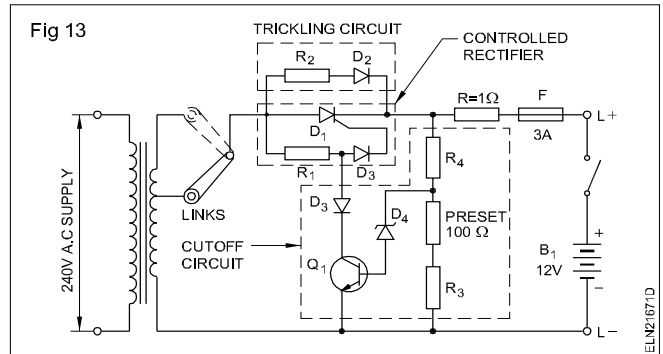 Fig 13
TRICKLING CIRCUIT
CONTROLLED
RECTIFIER
R2
D2
D1
R1
D3
R=1Ω
F
3A
L+
240V A.C SUPPLY
LINKS
CUTOFF
CIRCUIT
D3
D4
Q1
R4
PRESET
100 Ω
R3
B1
12V
+
−
L−
ELN21671D